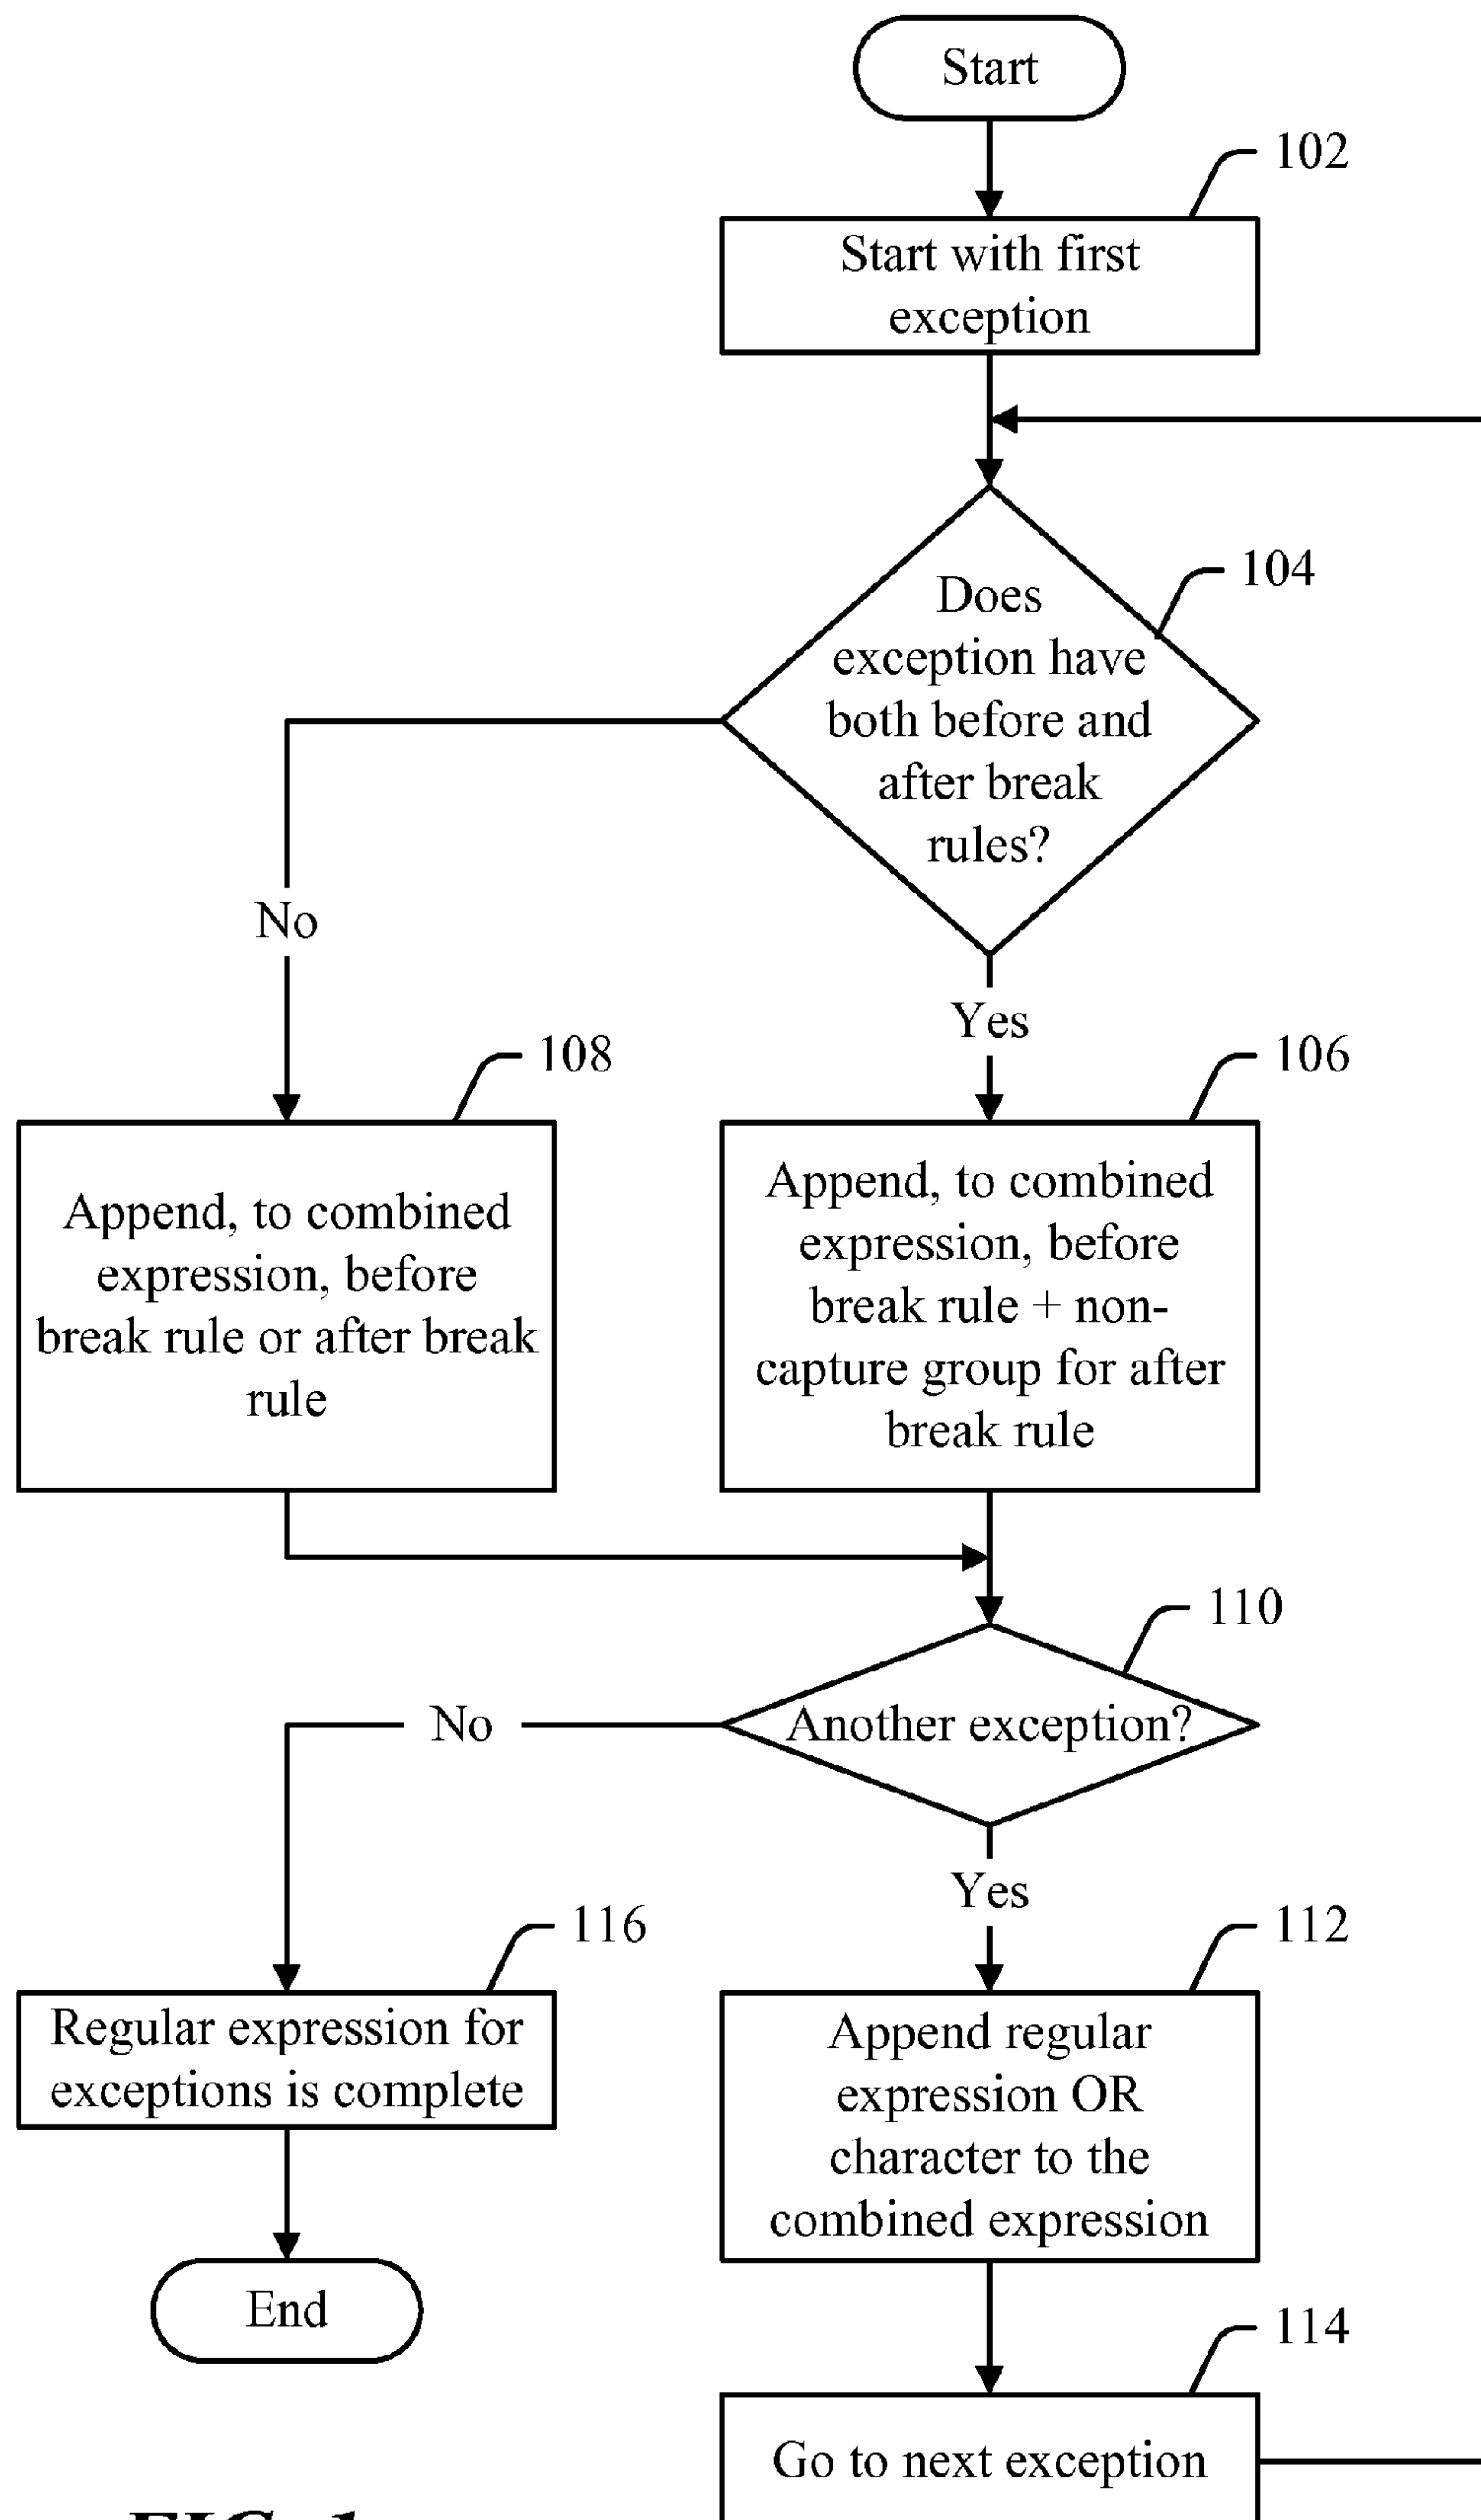 Start
102
Start with first
exception
104
Does
exception have
both before and
after break
rules?
No
Yes
108
106
Append, to combined
expression, before
break rule or after break
rule
Append, to combined
expression, before
break rule + non-
capture group for after
break rule
110
Another exception?
No
Yes
116
112
Regular expression for
exceptions is complete
Append regular
expression OR
character to the
combined expression
End
114
Go to next exception